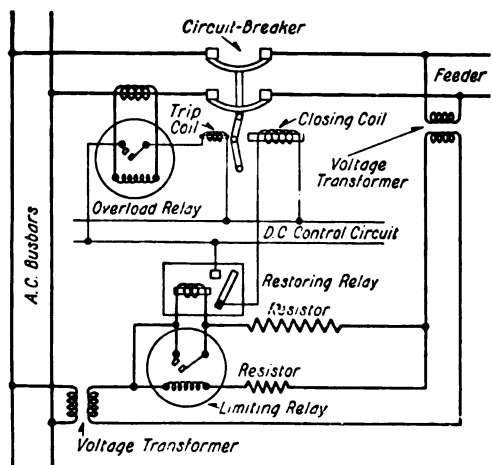 Circuit-Breaker
Feeder
Trip
Coil
Closing Coil
Voltage
Transformer
Overload Relay
D.C Control Circuit
A.C. Busbars
Restoring Relay
Resistor
Resistor
Limiting Relay
Voltage Transformer